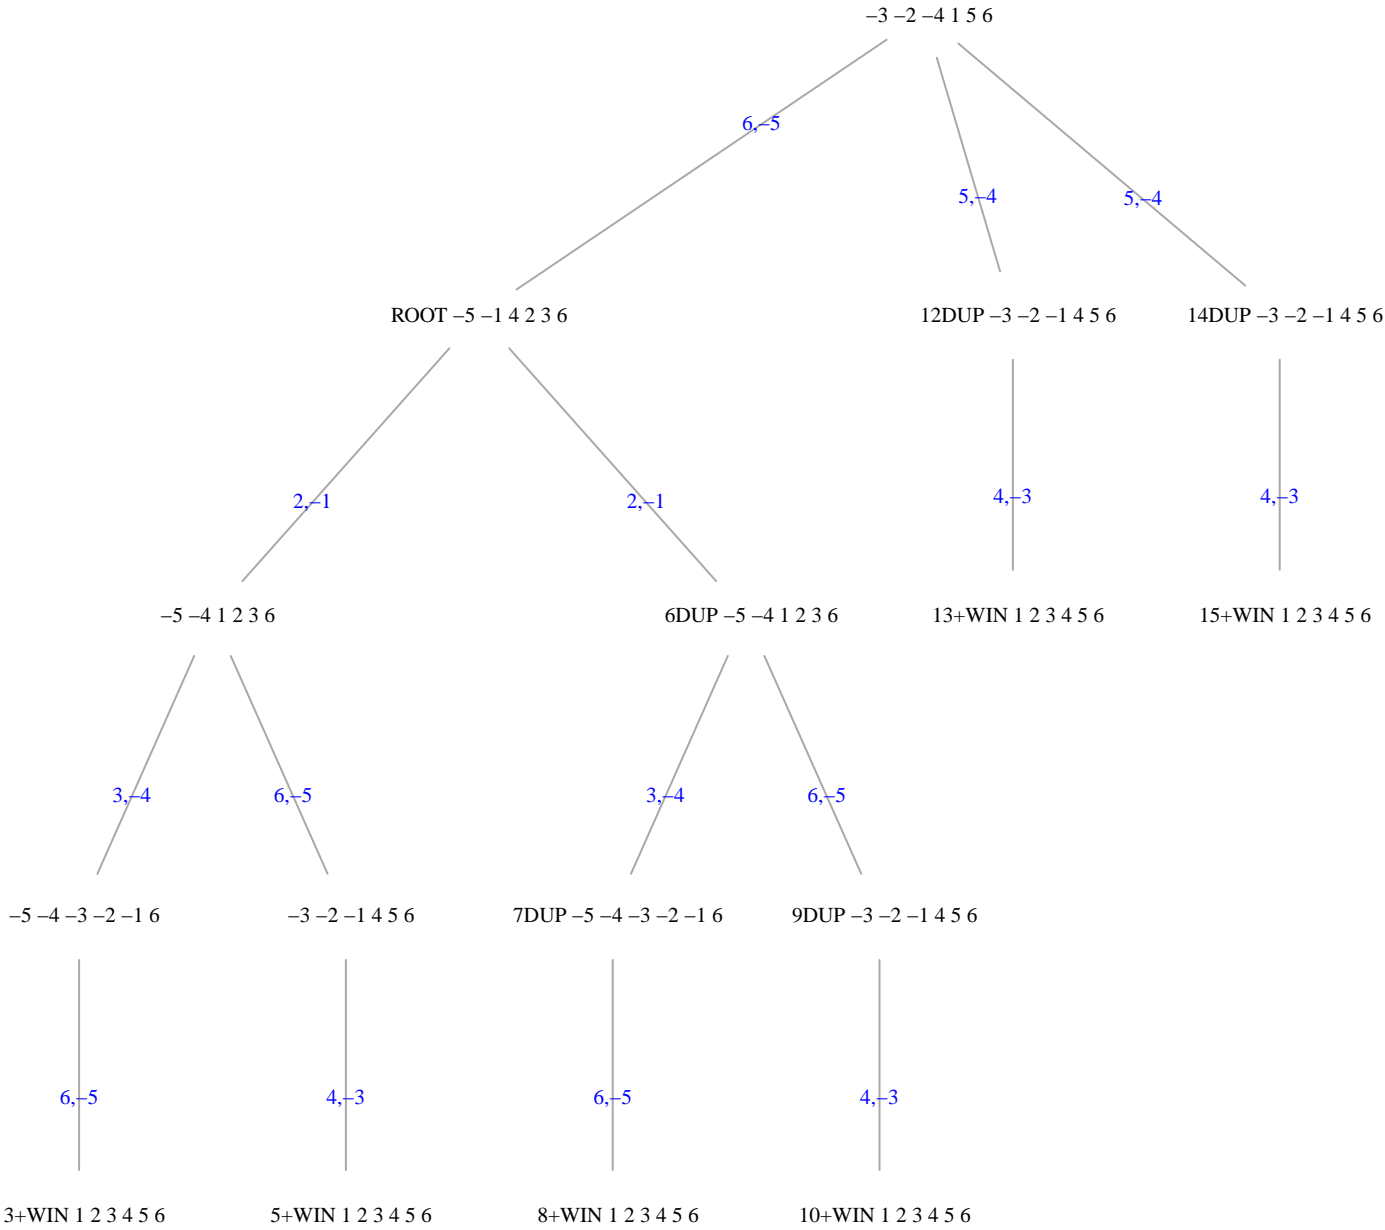 –3 –2 –4 1 5 6
6,–5
5,–4
5,–4
ROOT –5 –1 4 2 3 6
12DUP –3 –2 –1 4 5 6
14DUP –3 –2 –1 4 5 6
2,–1
2,–1
4,–3
4,–3
–5 –4 1 2 3 6
6DUP –5 –4 1 2 3 6
13+WIN 1 2 3 4 5 6
15+WIN 1 2 3 4 5 6
3,–4
6,–5
3,–4
6,–5
–5 –4 –3 –2 –1 6
–3 –2 –1 4 5 6
7DUP –5 –4 –3 –2 –1 6
9DUP –3 –2 –1 4 5 6
6,–5
4,–3
6,–5
4,–3
3+WIN 1 2 3 4 5 6
5+WIN 1 2 3 4 5 6
8+WIN 1 2 3 4 5 6
10+WIN 1 2 3 4 5 6